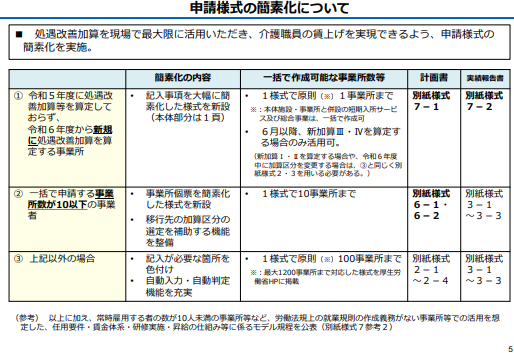 申請様式の簡素化について
■ 処遇改善加算を現場で最大限に活用いただき、介護職員の賃上げを実現できるよう、申請様式の
簡素化を実施。
簡素化の内容
一括で作成可能な事業所数等
計画書
実績報告書
① 令和５年度に処遇改
善加算等を算定して
おらず、
令和６年度から新規
に処遇改善加算を算
定する事業所
• 記入事項を大幅に簡
素化した様式を新設
（本体部分は１頁）
• １様式で原則（※）１事業所まで
※：本体施設・事業所と併設の短期入所サービ
ス及び総合事業は、一括で作成可
• ６月以降、新加算Ⅲ・Ⅳを算定す
る場合のみ活用可。
（新加算Ⅰ・Ⅱを算定する場合や、令和６年度
中に加算区分を変更する場合は、③と同じく別
紙様式２・３を用いる必要がある。）
別紙様式
７－１
別紙様式
７－２
② 一括で申請する事業
所数が10以下の事業
者
• 事業所個票を簡素化
した様式を新設
• 移行先の加算区分の
選定を補助する機能
を整備
• １様式で10事業所まで
別紙様式
６－１・
６－２
別紙様式
３－１
～３－３
③ 上記以外の場合
• 記入が必要な箇所を
色付け
• 自動入力・自動判定
機能を充実
• １様式で原則（※）100事業所まで
※：最大1200事業所まで対応した様式を厚生労
働省HPに掲載
別紙様式
２－１
～２－４
別紙様式
３－１
～３－３
（参考） 以上に加え、常時雇用する者の数が10人未満の事業所等など、労働法規上の就業規則の作成義務がない事業所等での活用を想
定した、任用要件・賃金体系・研修実施・昇給の仕組み等に係るモデル規程を公表（別紙様式７参考２）
5